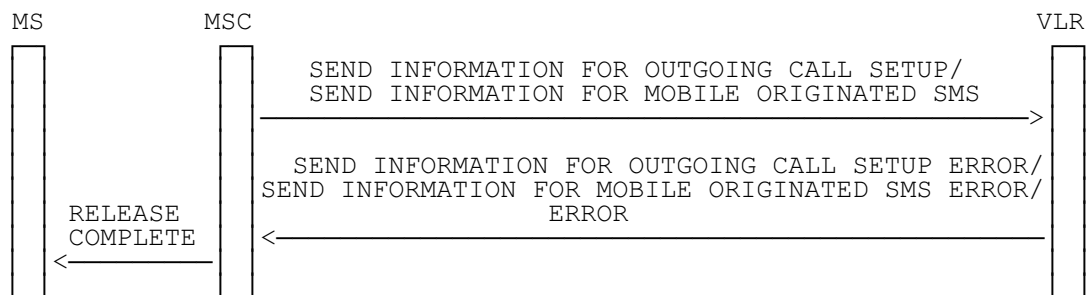 MS MSC VLR
SEND INFORMATION FOR OUTGOING CALL SETUP/
SEND INFORMATION FOR MOBILE ORIGINATED SMS
SEND INFORMATION FOR OUTGOING CALL SETUP ERROR/
SEND INFORMATION FOR MOBILE ORIGINATED SMS ERROR/
ERROR
RELEASE
COMPLETE